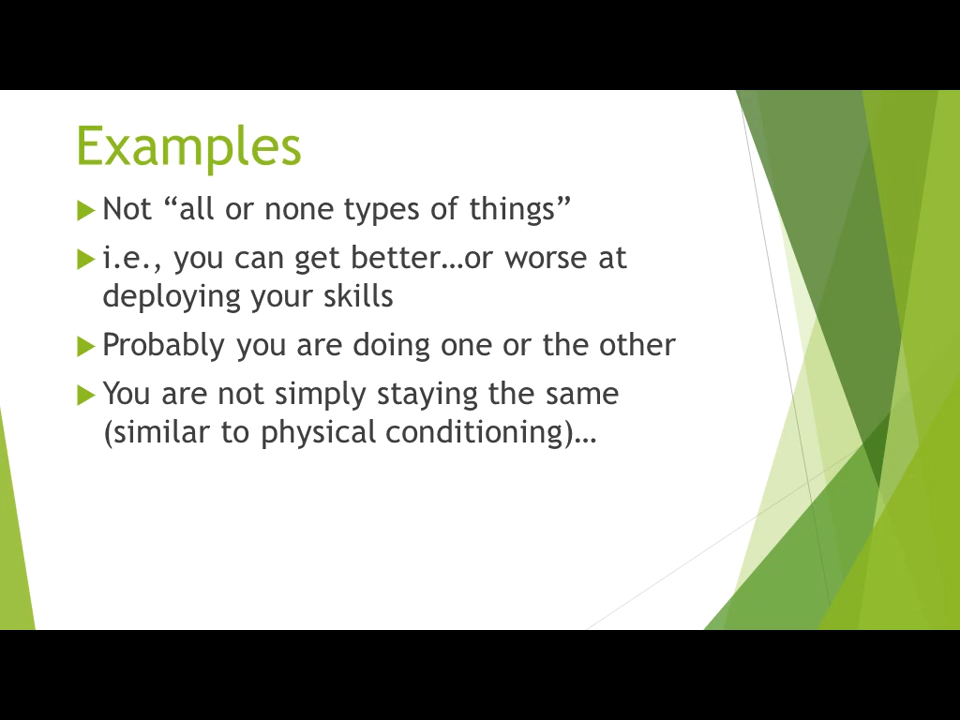 Examples
Not “all or none types of things”
i.e., you can get better…or worse at
deploying your skills
Probably you are doing one or the other
You are not simply staying the same
(similar to physical conditioning)…